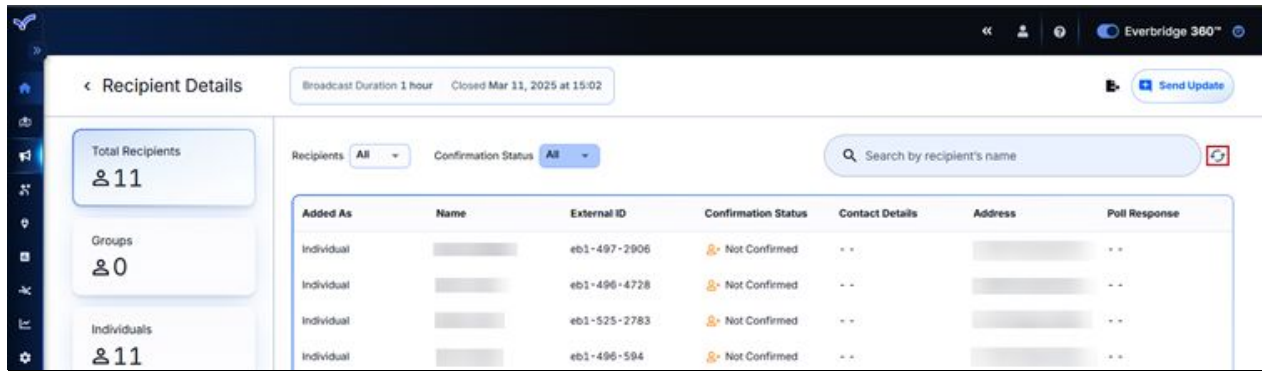 Everbridge 360™
Recipient Details
Broadcast Duration 1 hour Closed Mar 11, 2025 at 15:02
Send Update
Total Recipients
11
Groups
0
Individuals
11
Recipients All
Confirmation Status All
Search by recipient's name
Added As Name External ID Confirmation Status Contact Details Address Poll Response
Individual eb1-497-2906 Not Confirmed - - - -
Individual eb1-496-4728 Not Confirmed - - - -
Individual eb1-525-2783 Not Confirmed - - - -
Individual eb1-496-594 Not Confirmed - - - -